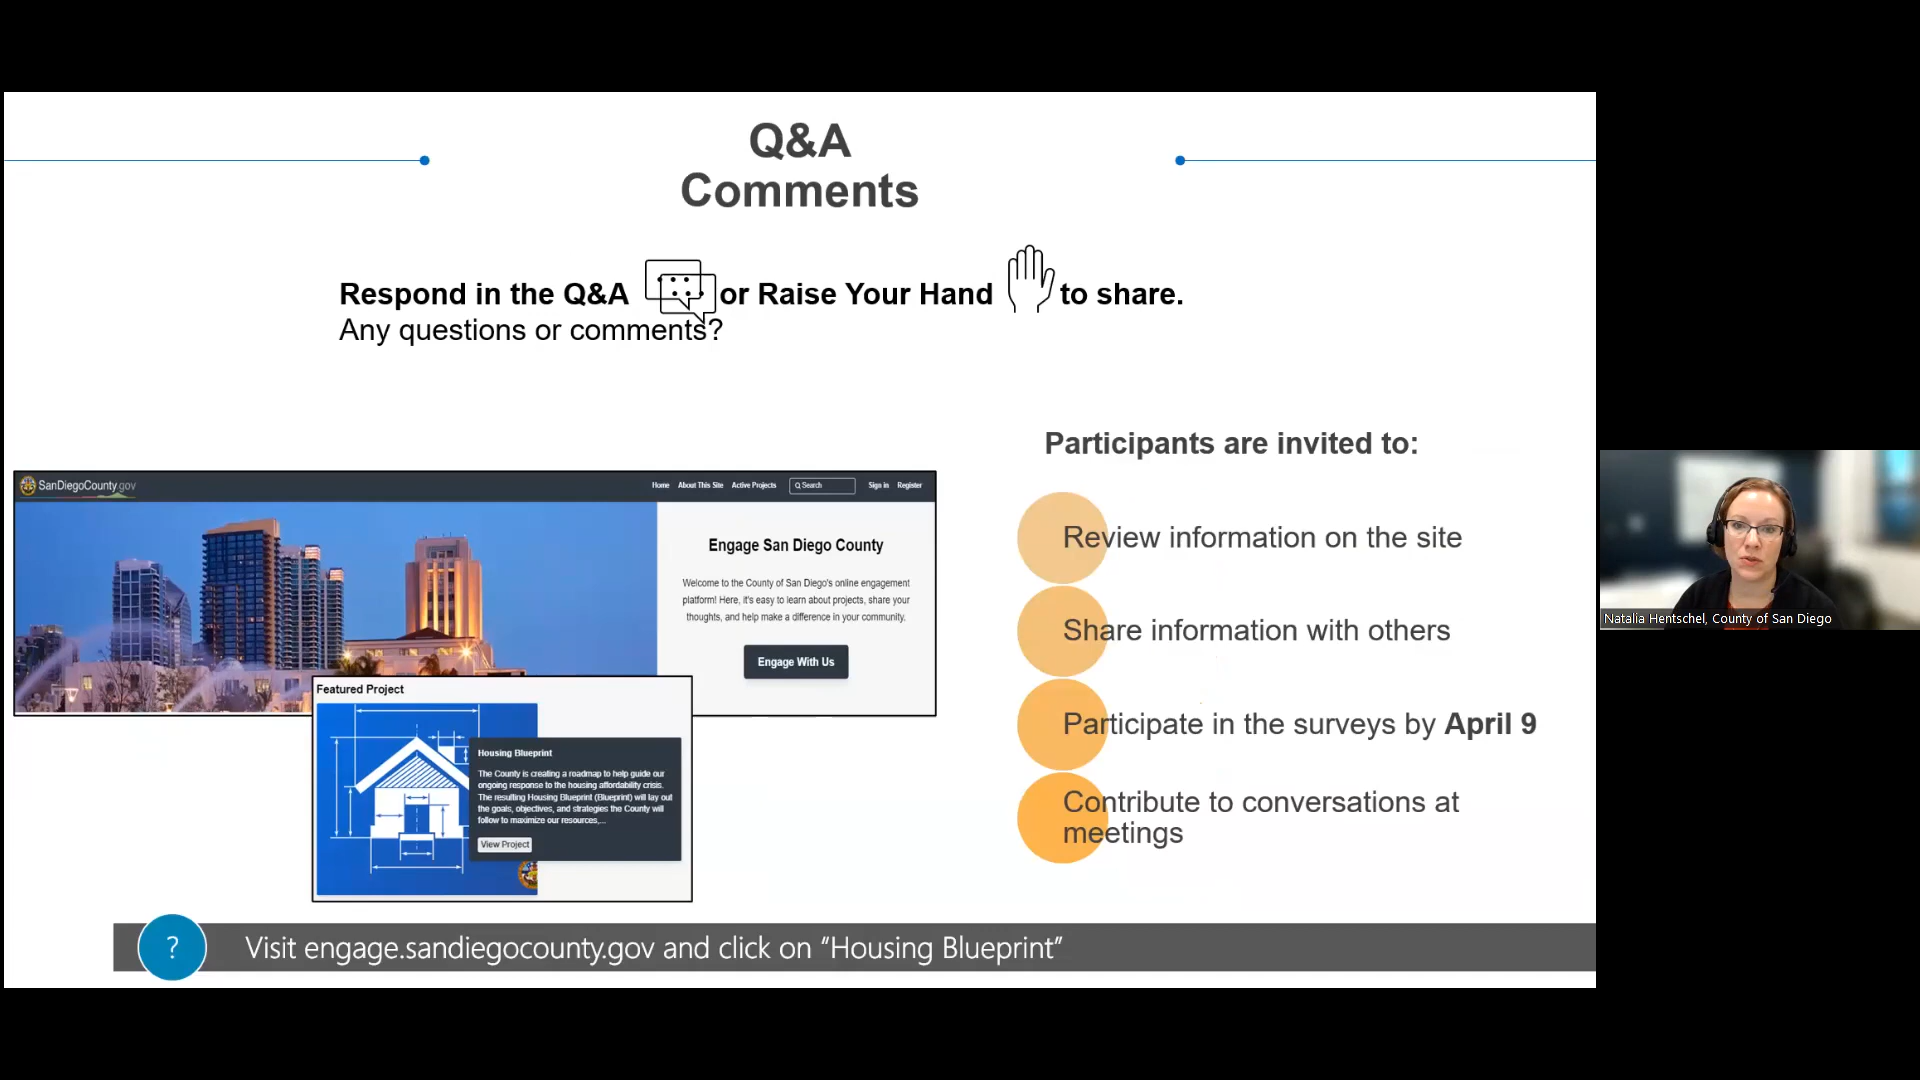 Q&A
Comments
Respond in the Q&A or Raise Your Hand to share.
Any questions or comments?
SanDiegoCounty.gov
Home About This Site Active Projects Search Sign in Register
Engage San Diego County
Welcome to the County of San Diego's online engagement
platform! Here, it's easy to learn about projects, share your
thoughts, and help make a difference in your community.
Engage With Us
Featured Project
Housing Blueprint
The County is creating a roadmap to help guide our
ongoing response to the housing affordability crisis.
The resulting Housing Blueprint (Blueprint) will lay out
the goals, objectives, and strategies the County will
follow to maximize our resources,...
View Project
Participants are invited to:
Review information on the site
Share information with others
Participate in the surveys by April 9
Contribute to conversations at
meetings
? Visit engage.sandiegocounty.gov and click on “Housing Blueprint”
Natalia Hentschel, County of San Diego